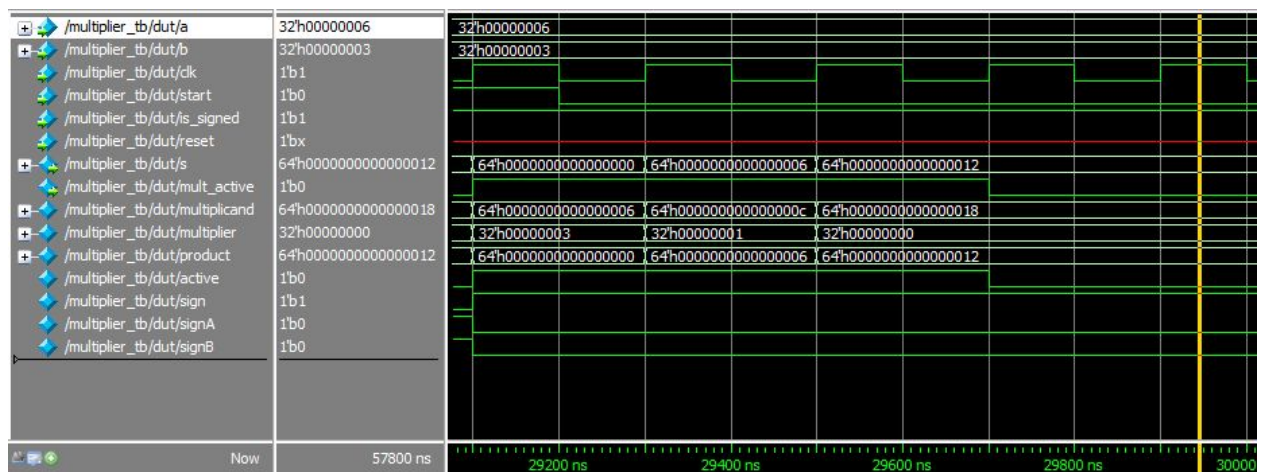 /multiplier_tb/dut/a 32'h00000006 32'h00000006
/multiplier_tb/dut/b 32'h00000003 32'h00000003
/multiplier_tb/dut/clk 1'b1
/multiplier_tb/dut/start 1'b0
/multiplier_tb/dut/is_signed 1'b1
/multiplier_tb/dut/reset 1'bx
/multiplier_tb/dut/s 64'h0000000000000012 64'h0000000000000000 64'h0000000000000006 64'h0000000000000012
/multiplier_tb/dut/mult_active 1'b0
/multiplier_tb/dut/multiplicand 64'h0000000000000018 64'h0000000000000006 64'h000000000000000c 64'h0000000000000018
/multiplier_tb/dut/multiplier 32'h00000000 32'h00000003 32'h00000001 32'h00000000
/multiplier_tb/dut/product 64'h0000000000000012 64'h0000000000000000 64'h0000000000000006 64'h0000000000000012
/multiplier_tb/dut/active 1'b0
/multiplier_tb/dut/sign 1'b1
/multiplier_tb/dut/signA 1'b0
/multiplier_tb/dut/signB 1'b0
Now 57800 ns 29200 ns 29400 ns 29600 ns 29800 ns 30000